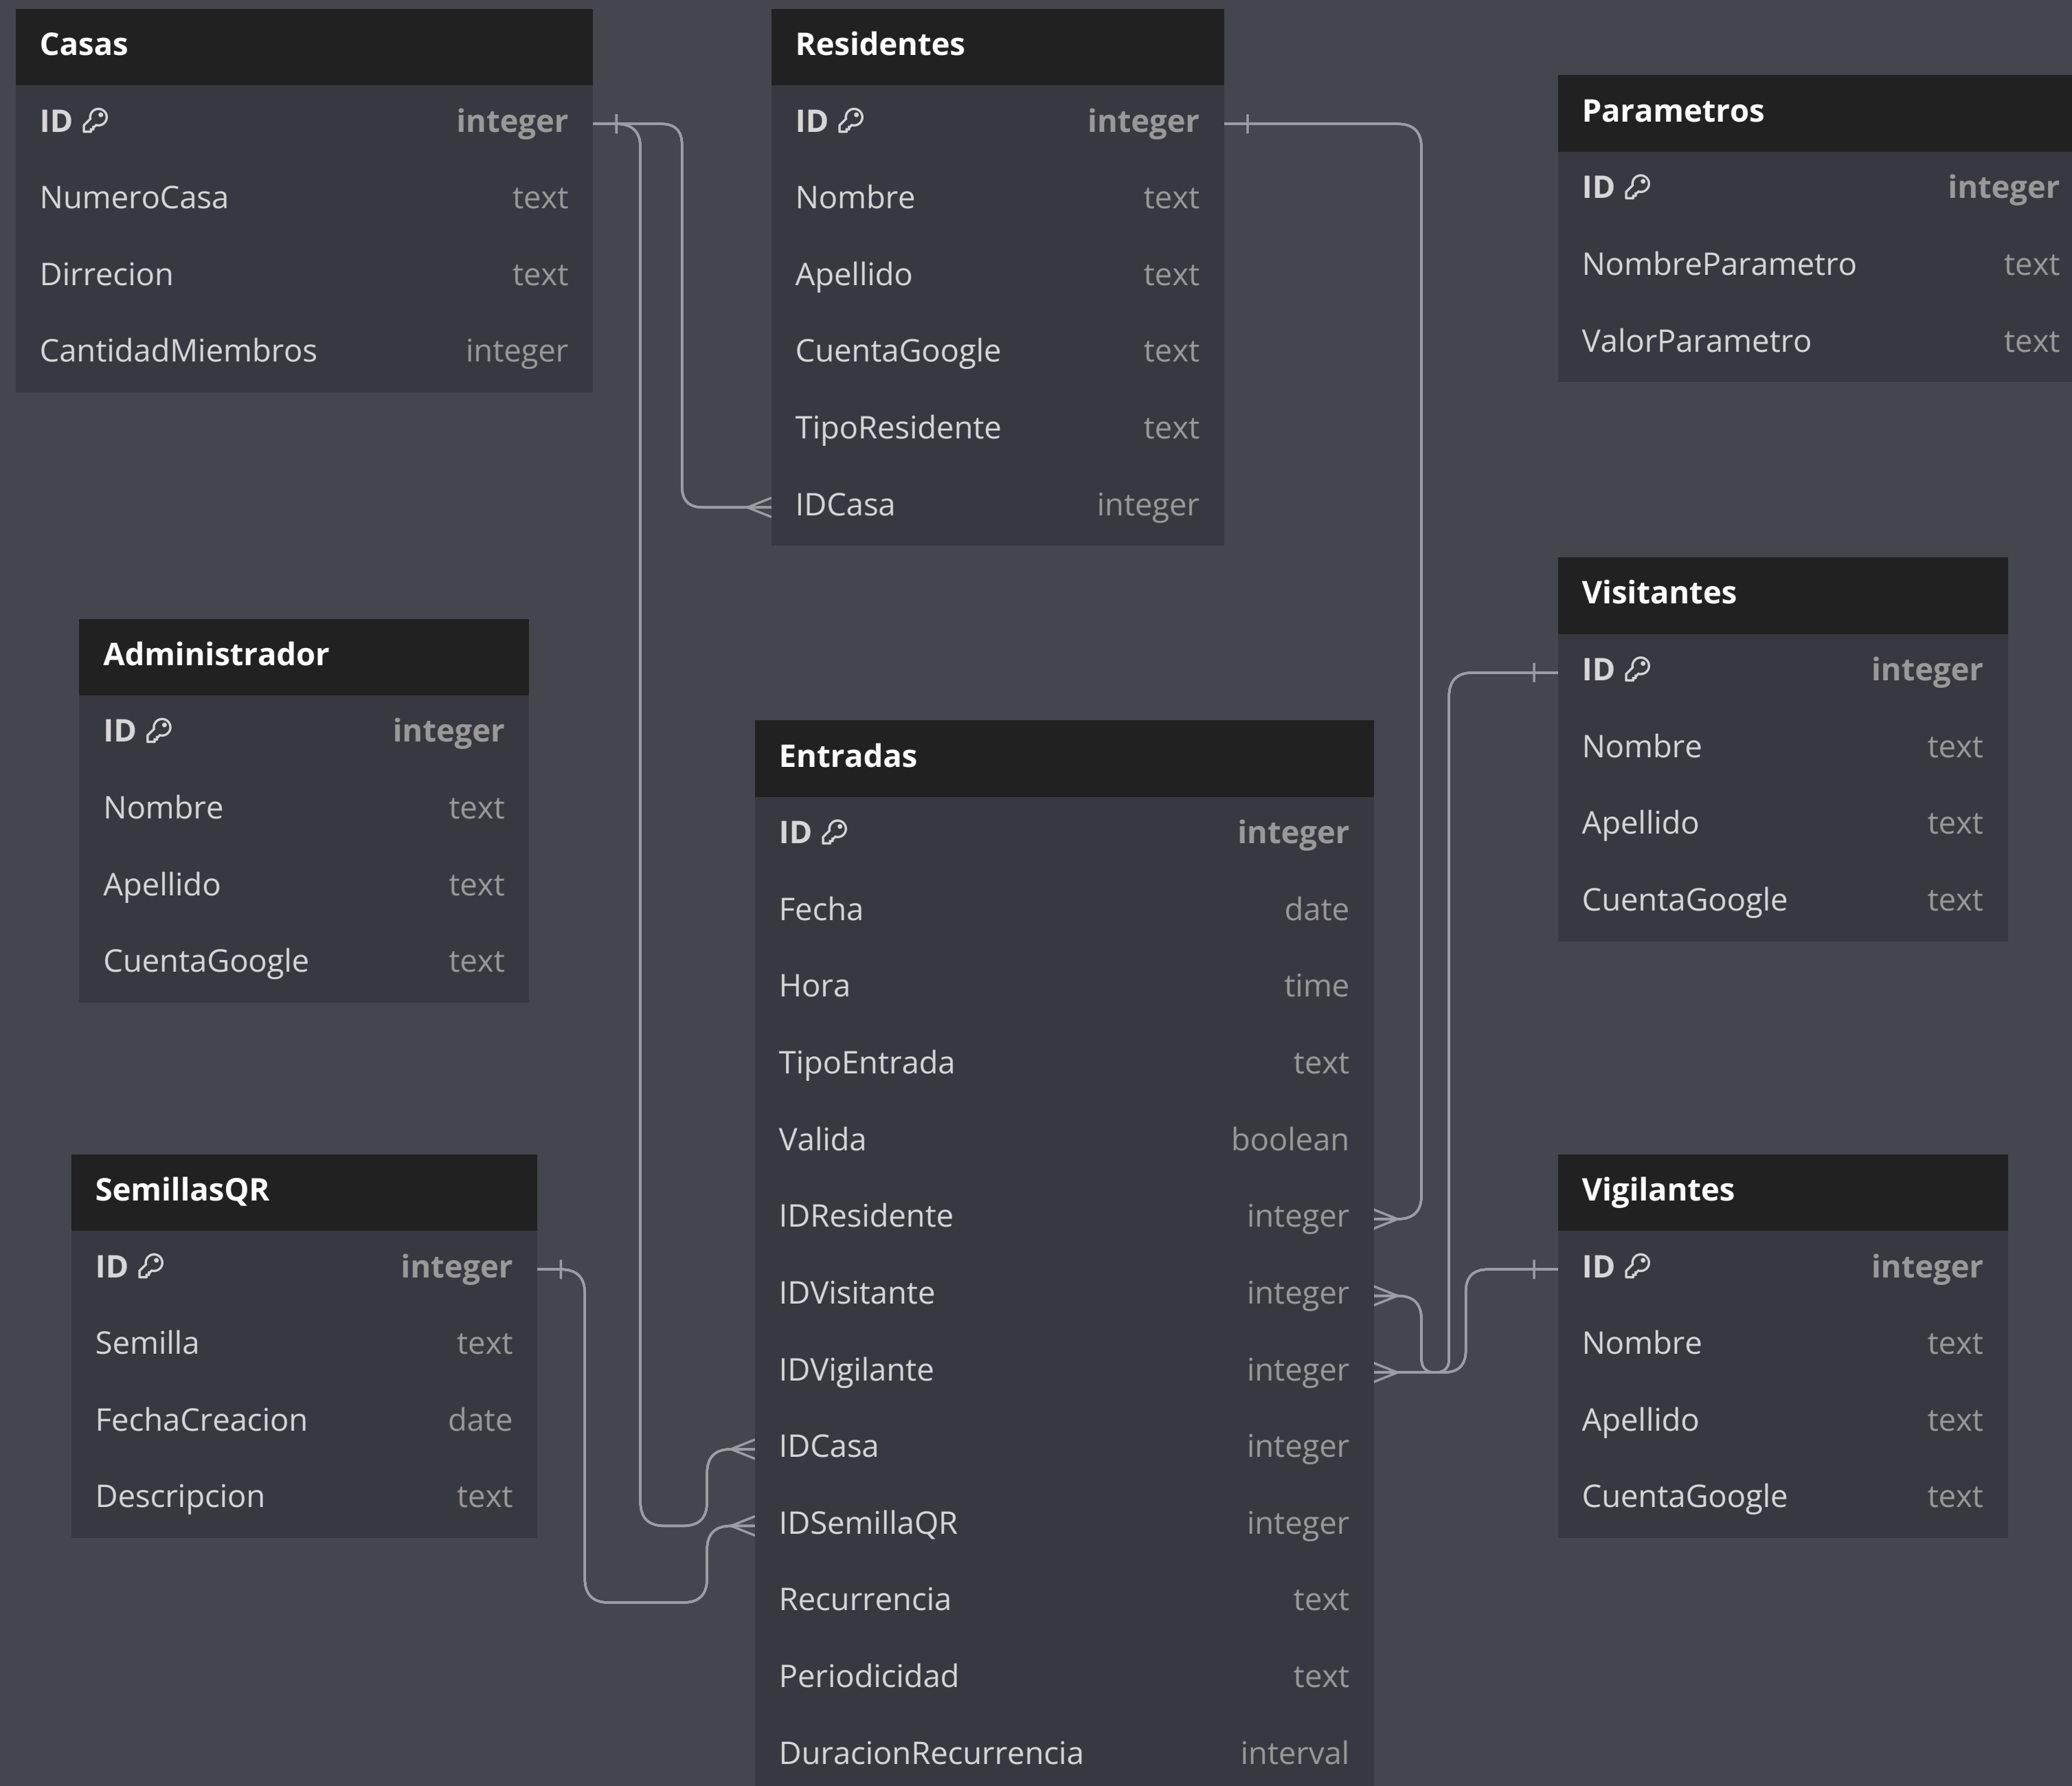 Casas
ID integer
NumeroCasa text
Dirrecion text
CantidadMiembros integer
Residentes
ID integer
Nombre text
Apellido text
CuentaGoogle text
TipoResidente text
IDCasa integer
Parametros
ID integer
NombreParametro text
ValorParametro text
Administrador
ID integer
Nombre text
Apellido text
CuentaGoogle text
Visitantes
ID integer
Nombre text
Apellido text
CuentaGoogle text
Entradas
ID integer
Fecha date
Hora time
TipoEntrada text
Valida boolean
IDResidente integer
IDVisitante integer
IDVigilante integer
IDCasa integer
IDSemillaQR integer
Recurrencia text
Periodicidad text
DuracionRecurrencia interval
SemillasQR
ID integer
Semilla text
FechaCreacion date
Descripcion text
Vigilantes
ID integer
Nombre text
Apellido text
CuentaGoogle text